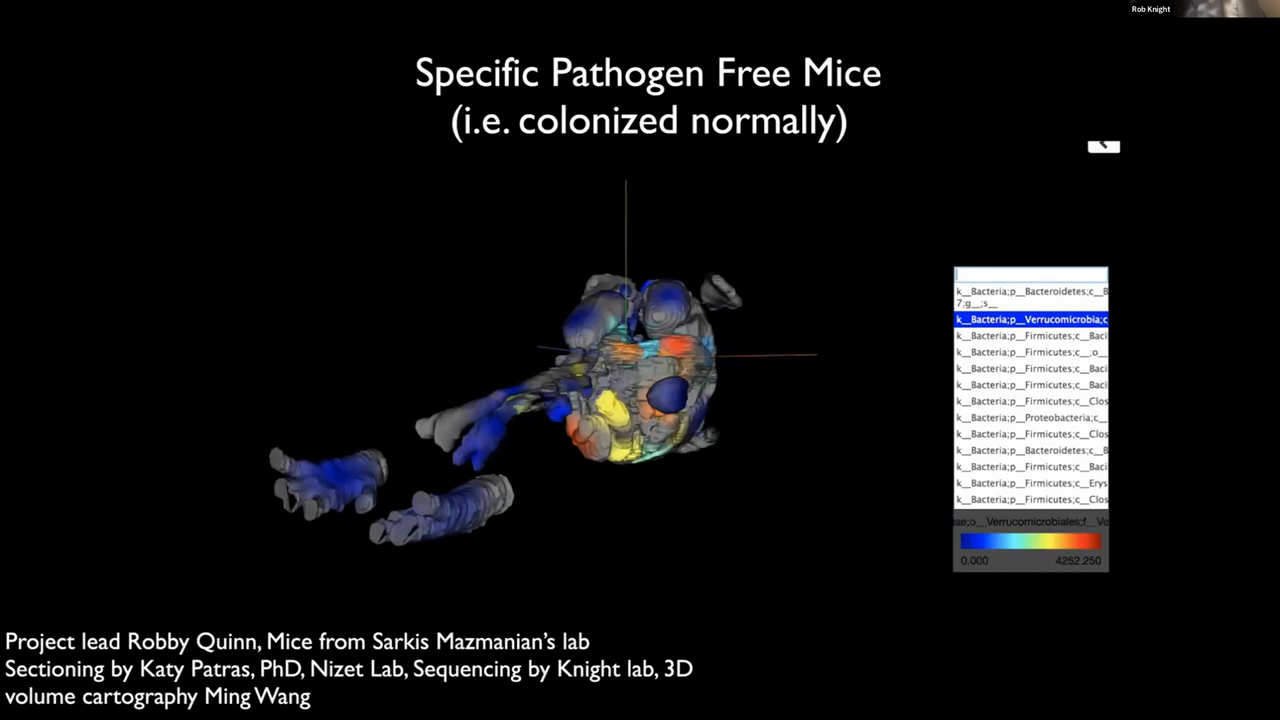 Rob Knight
Specific Pathogen Free Mice
(i.e. colonized normally)
k__Bacteria;p__Bacteroidetes;c__B
7;g__;s__
k__Bacteria;p__Verrucomicrobia;c
k__Bacteria;p__Firmicutes;c__Baci
k__Bacteria;p__Firmicutes;c__;o__
k__Bacteria;p__Firmicutes;c__Baci
k__Bacteria;p__Firmicutes;c__Baci
k__Bacteria;p__Firmicutes;c__Clos
k__Bacteria;p__Proteobacteria;c__
k__Bacteria;p__Firmicutes;c__Clos
k__Bacteria;p__Bacteroidetes;c__B
k__Bacteria;p__Firmicutes;c__Baci
k__Bacteria;p__Firmicutes;c__Erys
k__Bacteria;p__Firmicutes;c__Clos
ae;o__Verrucomicrobiales;f__Ve
0.000 4252.250
Project lead Robby Quinn, Mice from Sarkis Mazmanian's lab
Sectioning by Katy Patras, PhD, Nizet Lab, Sequencing by Knight lab, 3D
volume cartography Ming Wang